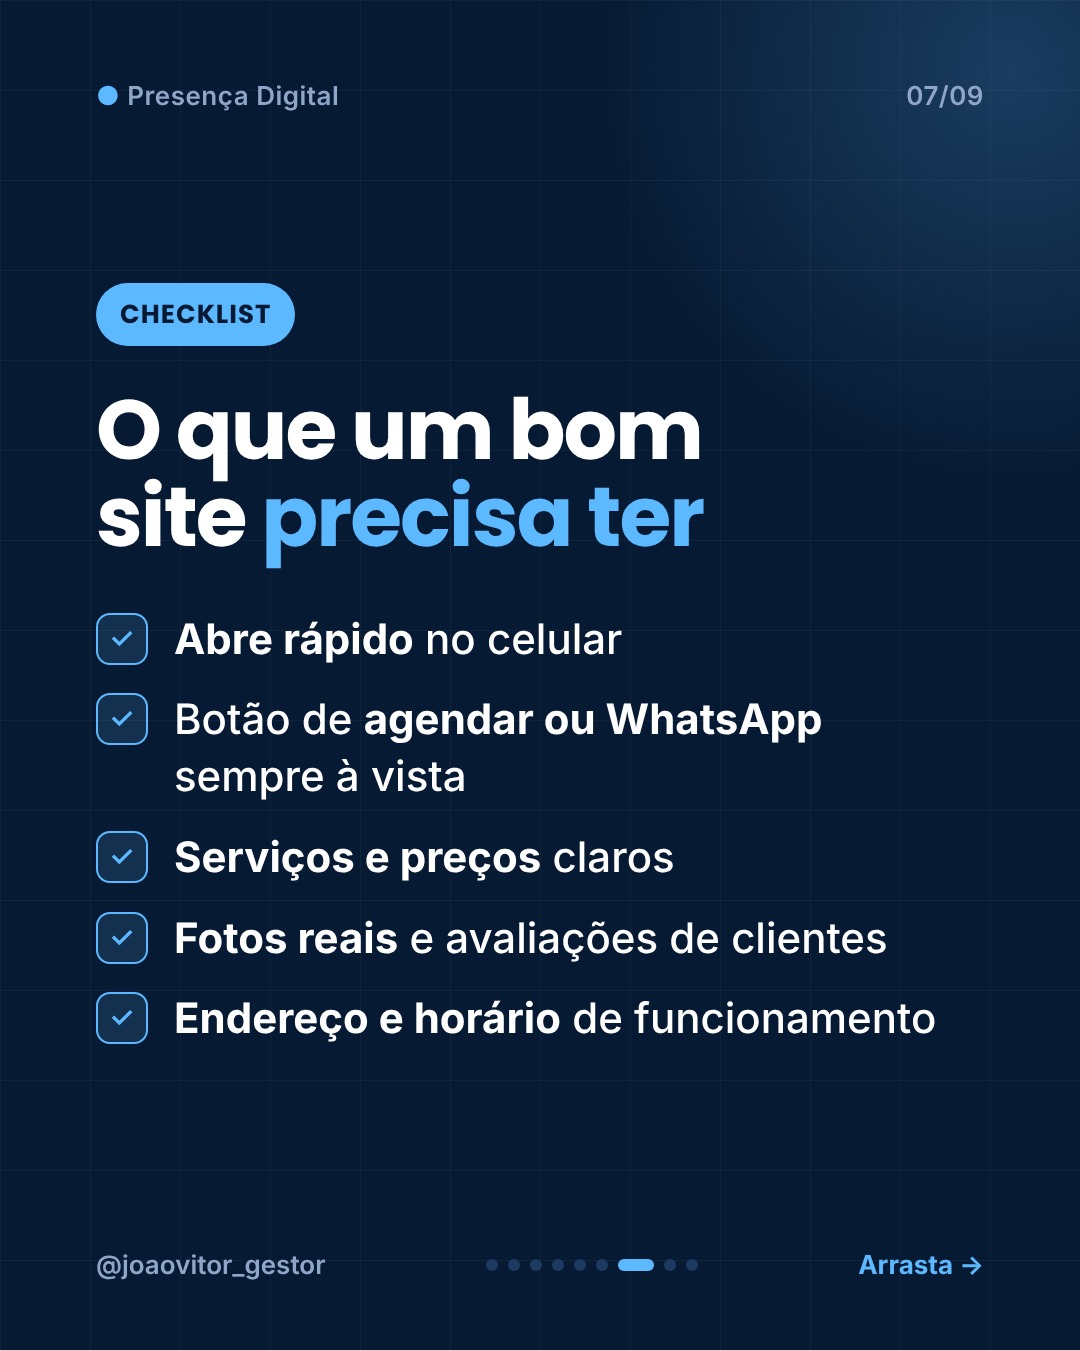 Presença Digital
07/09
CHECKLIST
O que um bom
site precisa ter
Abre rápido no celular
Botão de agendar ou WhatsApp
sempre à vista
Serviços e preços claros
Fotos reais e avaliações de clientes
Endereço e horário de funcionamento
@joaovitor_gestor
Arrasta →